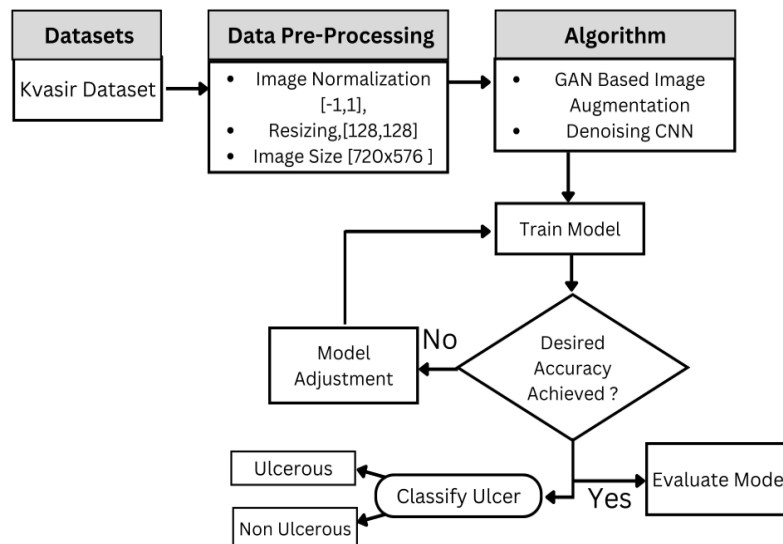 Datasets
Kvasir Dataset
Data Pre-Processing
• Image Normalization
[-1,1],
• Resizing,[128,128]
• Image Size [720x576 ]
Algorithm
• GAN Based Image
Augmentation
• Denoising CNN
Train Model
Desired
Accuracy
Achieved ?
No
Model
Adjustment
Yes
Evaluate Mode
Classify Ulcer
Ulcerous
Non Ulcerous